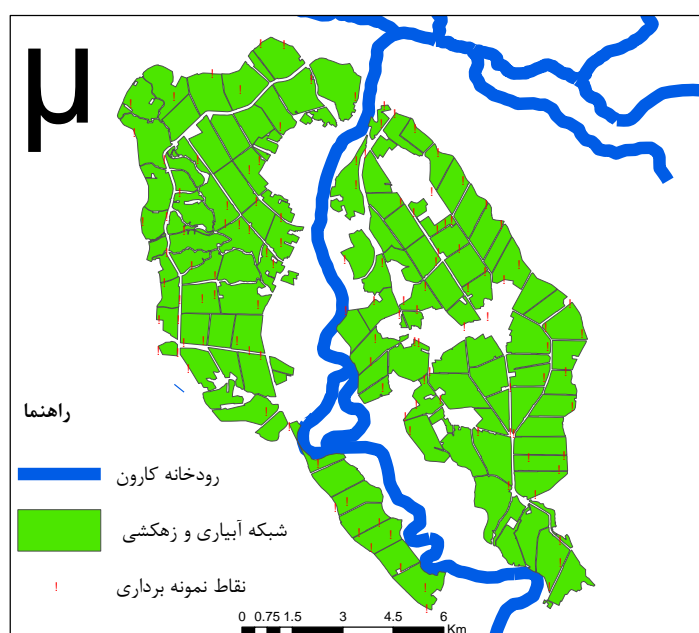 µ
راهنما
رودخانه کارون
شبکه آبیاری و زهکشی
نقاط نمونه برداری
0 0.75 1.5 3 4.5 6
Km